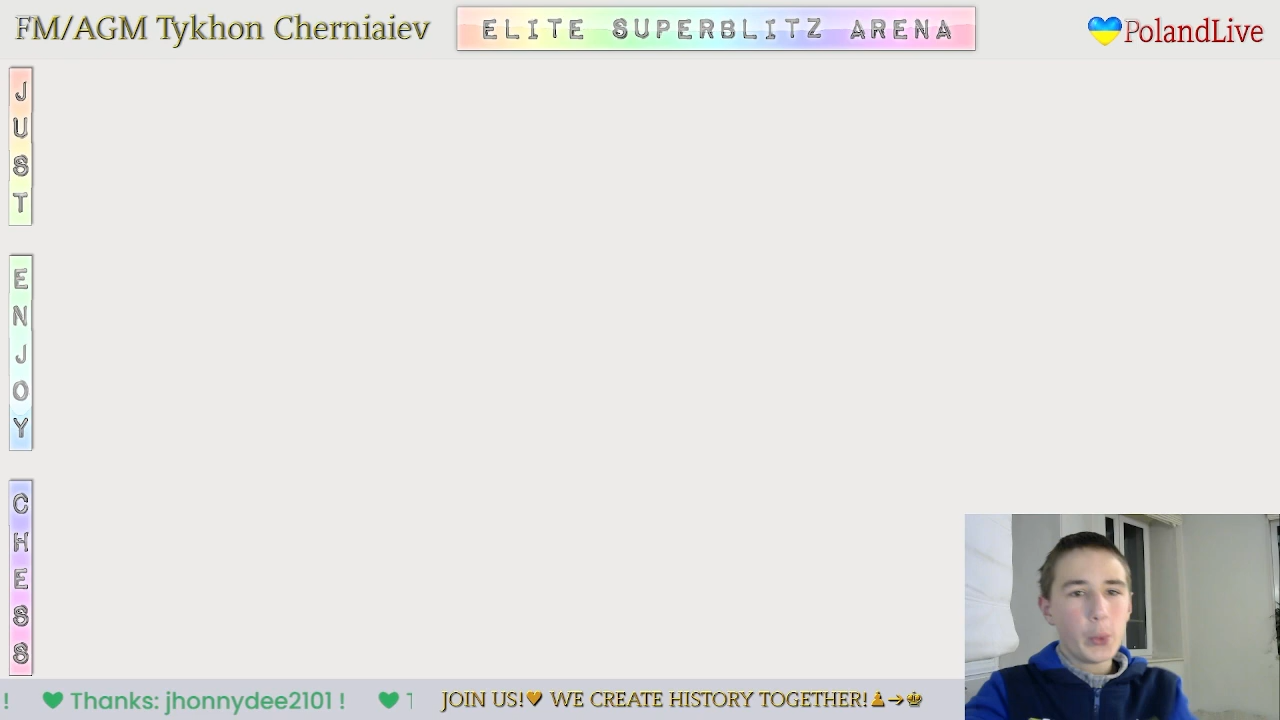 FM/AGM Tykhon Cherniaiev
ELITE SUPERBLITZ ARENA
PolandLive
JUST
ENJOY
CHESS
! 💚 Thanks: jhonnydee2101 ! 💚
JOIN US!🧡 WE CREATE HISTORY TOGETHER!♟→♚